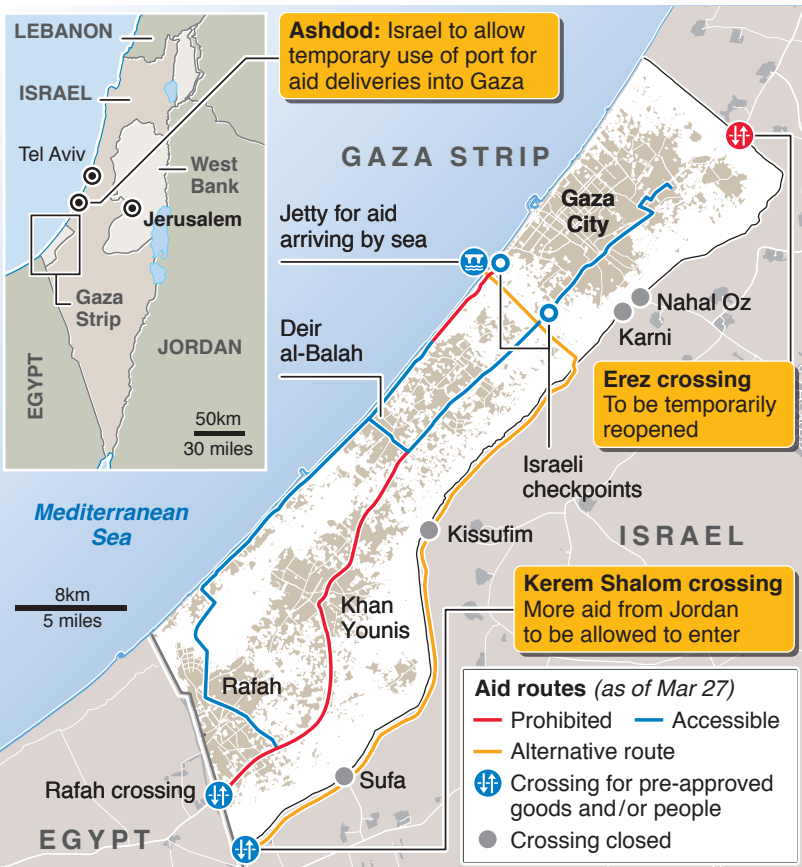 LEBANON
ISRAEL
Tel Aviv
West
Bank
Jerusalem
Gaza
Strip
JORDAN
EGYPT
50km
30 miles
Ashdod: Israel to allow
temporary use of port for
aid deliveries into Gaza
GAZA STRIP
Gaza
City
Jetty for aid
arriving by sea
Nahal Oz
Karni
Deir
al-Balah
Erez crossing
To be temporarily
reopened
Israeli
checkpoints
Mediterranean
Sea
Kissufim
ISRAEL
8km
5 miles
Kerem Shalom crossing
More aid from Jordan
to be allowed to enter
Khan
Younis
Rafah
Rafah crossing
Sufa
EGYPT
Aid routes (as of Mar 27)
Prohibited
Accessible
Alternative route
Crossing for pre-approved
goods and/or people
Crossing closed